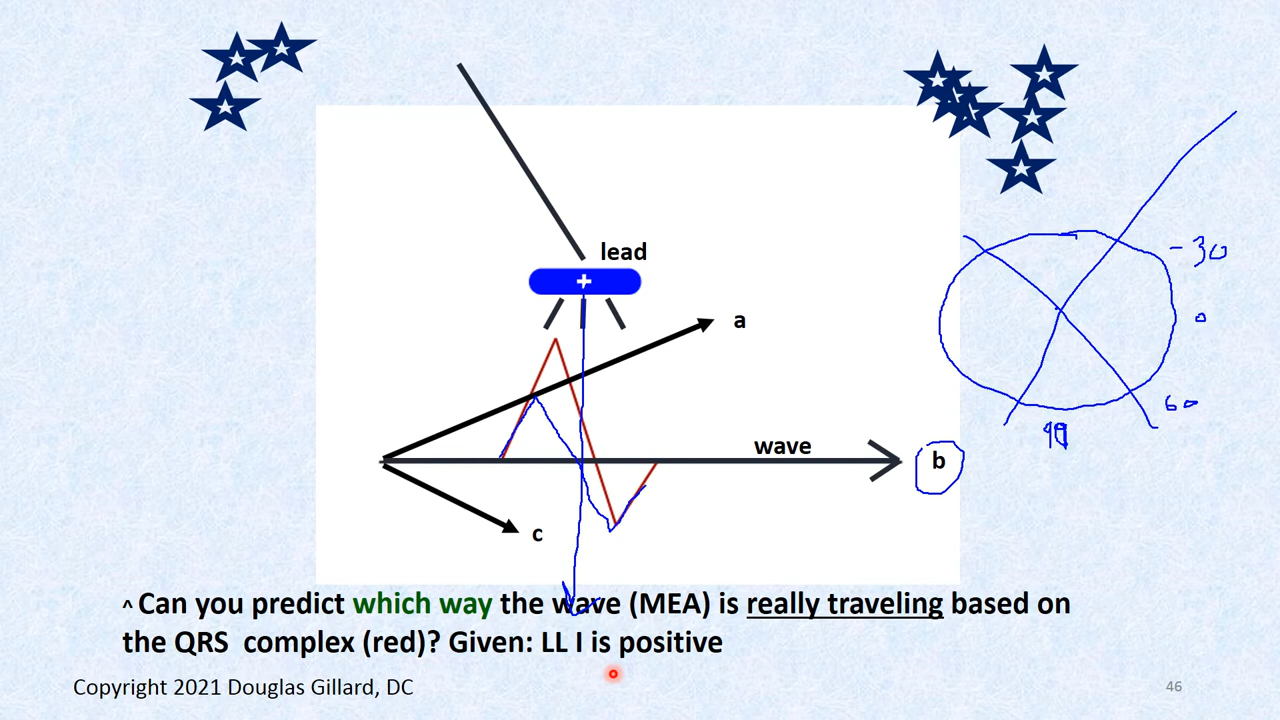 lead
+
a
- 30
0
wave
b
60
90
c
^ Can you predict which way the wave (MEA) is really traveling based on
the QRS complex (red)? Given: LL I is positive
Copyright 2021 Douglas Gillard, DC
46